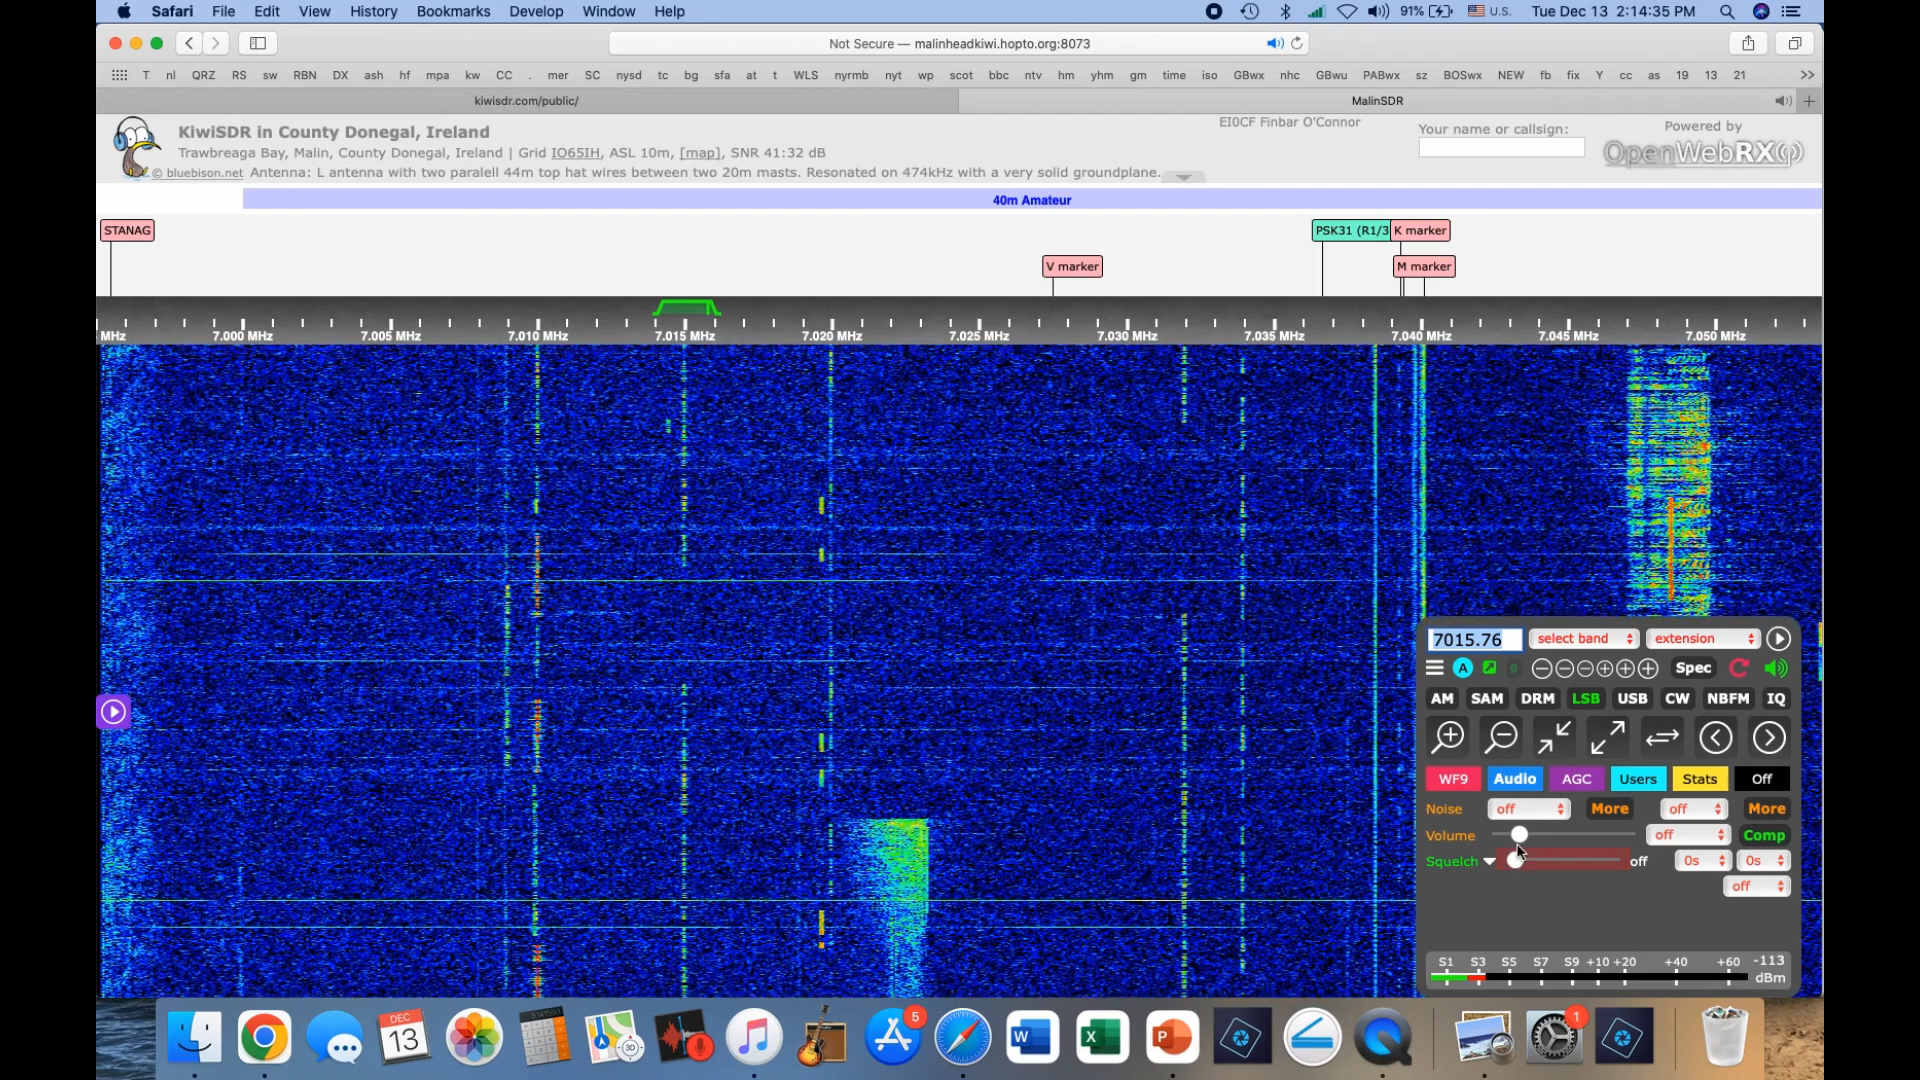 Safari File Edit View History Bookmarks Develop Window Help 91% U.S. Tue Dec 13 2:14:35 PM
Not Secure — malinheadkiwi.hopto.org:8073
T nl QRZ RS sw RBN DX ash hf mpa kw CC . mer SC nysd tc bg sfa at t WLS nyrmb nyt wp scot bbc ntv hm yhm gm time iso GBwx nhc GBwu PABwx sz BOSwx NEW fb fix Y cc as 19 13 21 >>
kiwisdr.com/public/ MalinSDR
KiwiSDR in County Donegal, Ireland
EI0CF Finbar O'Connor
Your name or callsign:
Powered by
OpenWebRX
Trawbreaga Bay, Malin, County Donegal, Ireland | Grid IO65IH, ASL 10m, [map], SNR 41:32 dB
© bluebison.net Antenna: L antenna with two paralell 44m top hat wires between two 20m masts. Resonated on 474kHz with a very solid groundplane.
40m Amateur
STANAG PSK31 (R1/3 K marker
V marker M marker
MHz 7.000 MHz 7.005 MHz 7.010 MHz 7.015 MHz 7.020 MHz 7.025 MHz 7.030 MHz 7.035 MHz 7.040 MHz 7.045 MHz 7.050 MHz
7015.76 select band extension
A Spec
AM SAM DRM LSB USB CW NBFM IQ
WF9 Audio AGC Users Stats Off
Noise off More off More
Volume off Comp
Squelch off 0s 0s
off
S1 S3 S5 S7 S9 +10 +20 +40 +60 -113
dBm
DEC
13
3.141593
3D
5
W
X
P
1